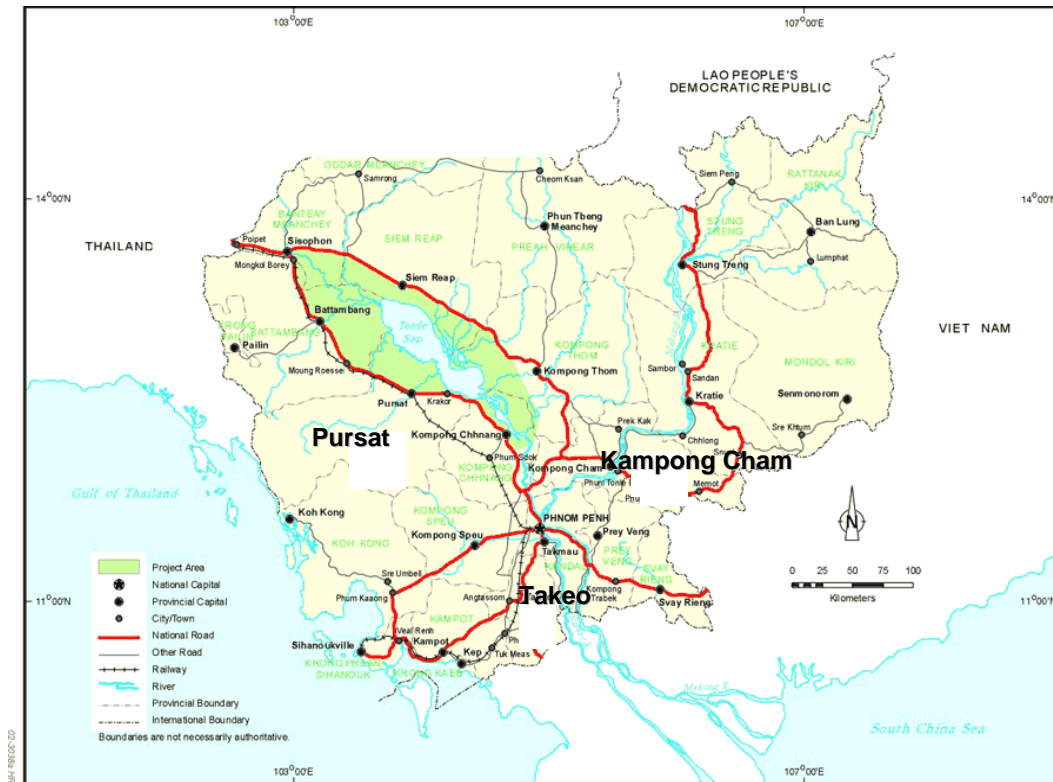 103°00'E
107°00'E
LAO PEOPLE'S
DEMOCRATIC REPUBLIC
ODDAR MEANCHEY
Samrong
Cheom Ksan
Siem Peng
RATTANAK
KIRI
14°00'N
14°00'N
BANTEAY
MEANCHEY
Phun Tbeng
Meanchey
STUNG
TRENG
Ban Lung
THAILAND
Poipet
Sisophon
SIEM REAP
PREAH VIHEAR
Mongkol Borey
Stung Treng
Lumphat
Siem Reap
Battambang
Tonle
Sap
Mekong R.
VIET NAM
KRONG
PAILIN
BATTAMBANG
Pailin
KOMPONG
THOM
KRATIE
MONDOL KIRI
Moung Roessei
Kompong Thom
Sambor
Sandan
Pursat
Krakor
Kratie
Senmonorom
Pursat
Kompong Chhnang
Prek Kak
Chhlong
Sre Khtum
Snu
Phum Sdok
Kompong Cham
Kampong Cham
KOMPONG
CHHNANG
Phum Tonle
Phu
Memot
Gulf of Thailand
Koh Kong
KOMPONG
SPEU
PHNOM PENH
Prey Veng
N
KOH KONG
Kompong Speu
Takmau
PREY
VENG
KANDAL
SVAY
RIENG
Project Area
National Capital
Provincial Capital
City/Town
National Road
Other Road
Railway
River
Provincial Boundary
International Boundary
Boundaries are not necessarily authoritative.
Sre Umbell
Phum Kaaong
Angtassom
Takeo
Kompong
Trabek
Svay Rieng
0 25 50 75 100
Kilometers
11°00'N
11°00'N
KAMPOT
Veal Renh
Sihanoukville
Kampot
Kep
Ph
Tuk Meas
KRONG PREAH
SIHANOUK
KRONG KAEB
Mekong R.
South China Sea
103°00'E
107°00'E